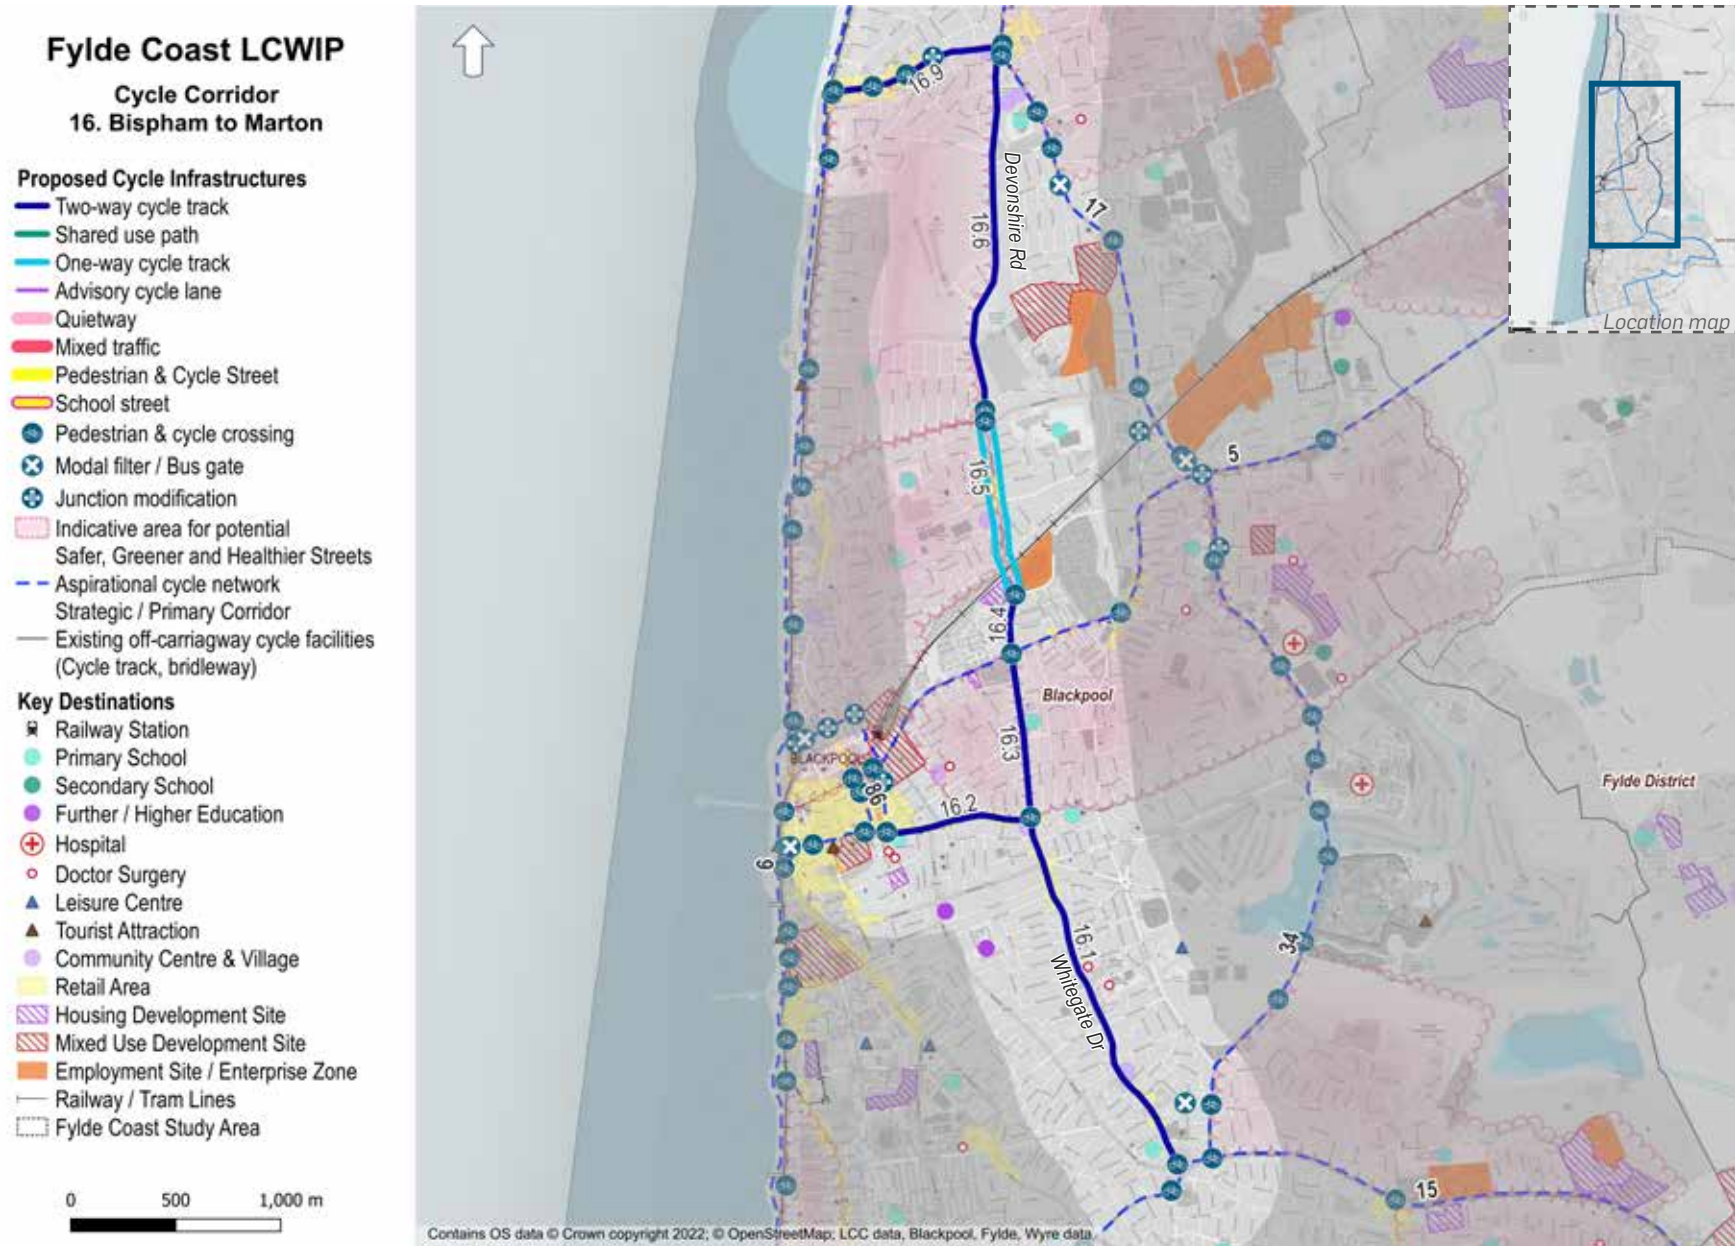 Fylde Coast LCWIP
Cycle Corridor
16. Bispham to Marton
Proposed Cycle Infrastructures
Two-way cycle track
Shared use path
One-way cycle track
Advisory cycle lane
Quietway
Mixed traffic
Pedestrian & Cycle Street
School street
Pedestrian & cycle crossing
Modal filter / Bus gate
Junction modification
Indicative area for potential
Safer, Greener and Healthier Streets
Aspirational cycle network
Strategic / Primary Corridor
Existing off-carriagway cycle facilities
(Cycle track, bridleway)
Key Destinations
Railway Station
Primary School
Secondary School
Further / Higher Education
Hospital
Doctor Surgery
Leisure Centre
Tourist Attraction
Community Centre & Village
Retail Area
Housing Development Site
Mixed Use Development Site
Employment Site / Enterprise Zone
Railway / Tram Lines
Fylde Coast Study Area
0 500 1,000 m
16.9
Devonshire Rd
17
16.6
Location map
16.5
5
16.4
Blackpool
16.3
BLACKPOOL
86
16.2
Fylde District
6
16.1
34
Whitegate Dr
15
Contains OS data © Crown copyright 2022; © OpenStreetMap; LCC data, Blackpool, Fylde, Wyre data